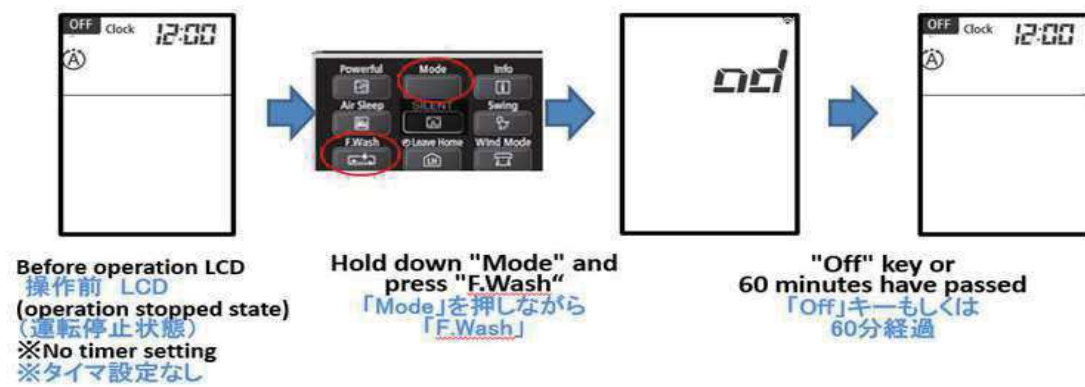 OFF Clock 12:00
A
Powerful Mode Info
Air Sleep SILENT Swing
F.Wash Leave Home Wind Mode
LH
od
OFF Clock 12:00
A
Before operation LCD
操作前 LCD
(operation stopped state)
(運転停止状態)
※No timer setting
※タイマ設定なし
Hold down "Mode" and
press "F.Wash“
「Mode」を押しながら
「F.Wash」
"Off" key or
60 minutes have passed
「Off」キーもしくは
60分経過